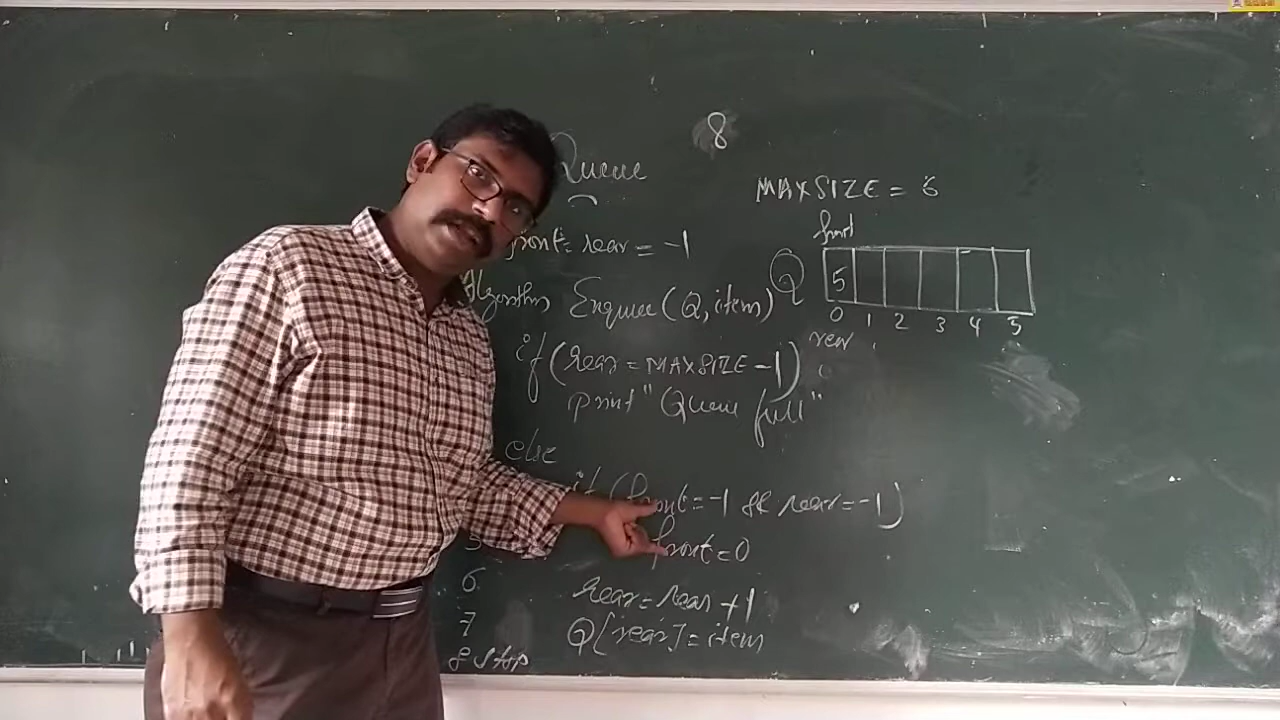 8
Queue
MAXSIZE = 6
front
front=rear = -1
Q 5
0 1 2 3 4 5
rear
Algorithm Enqueue(Q, item)
if(rear = MAXSIZE -1)
print "Queue full"
else
if (front=-1 && rear=-1)
5 front=0
6 rear=rear +1
7 Q[rear]=item
8 stop